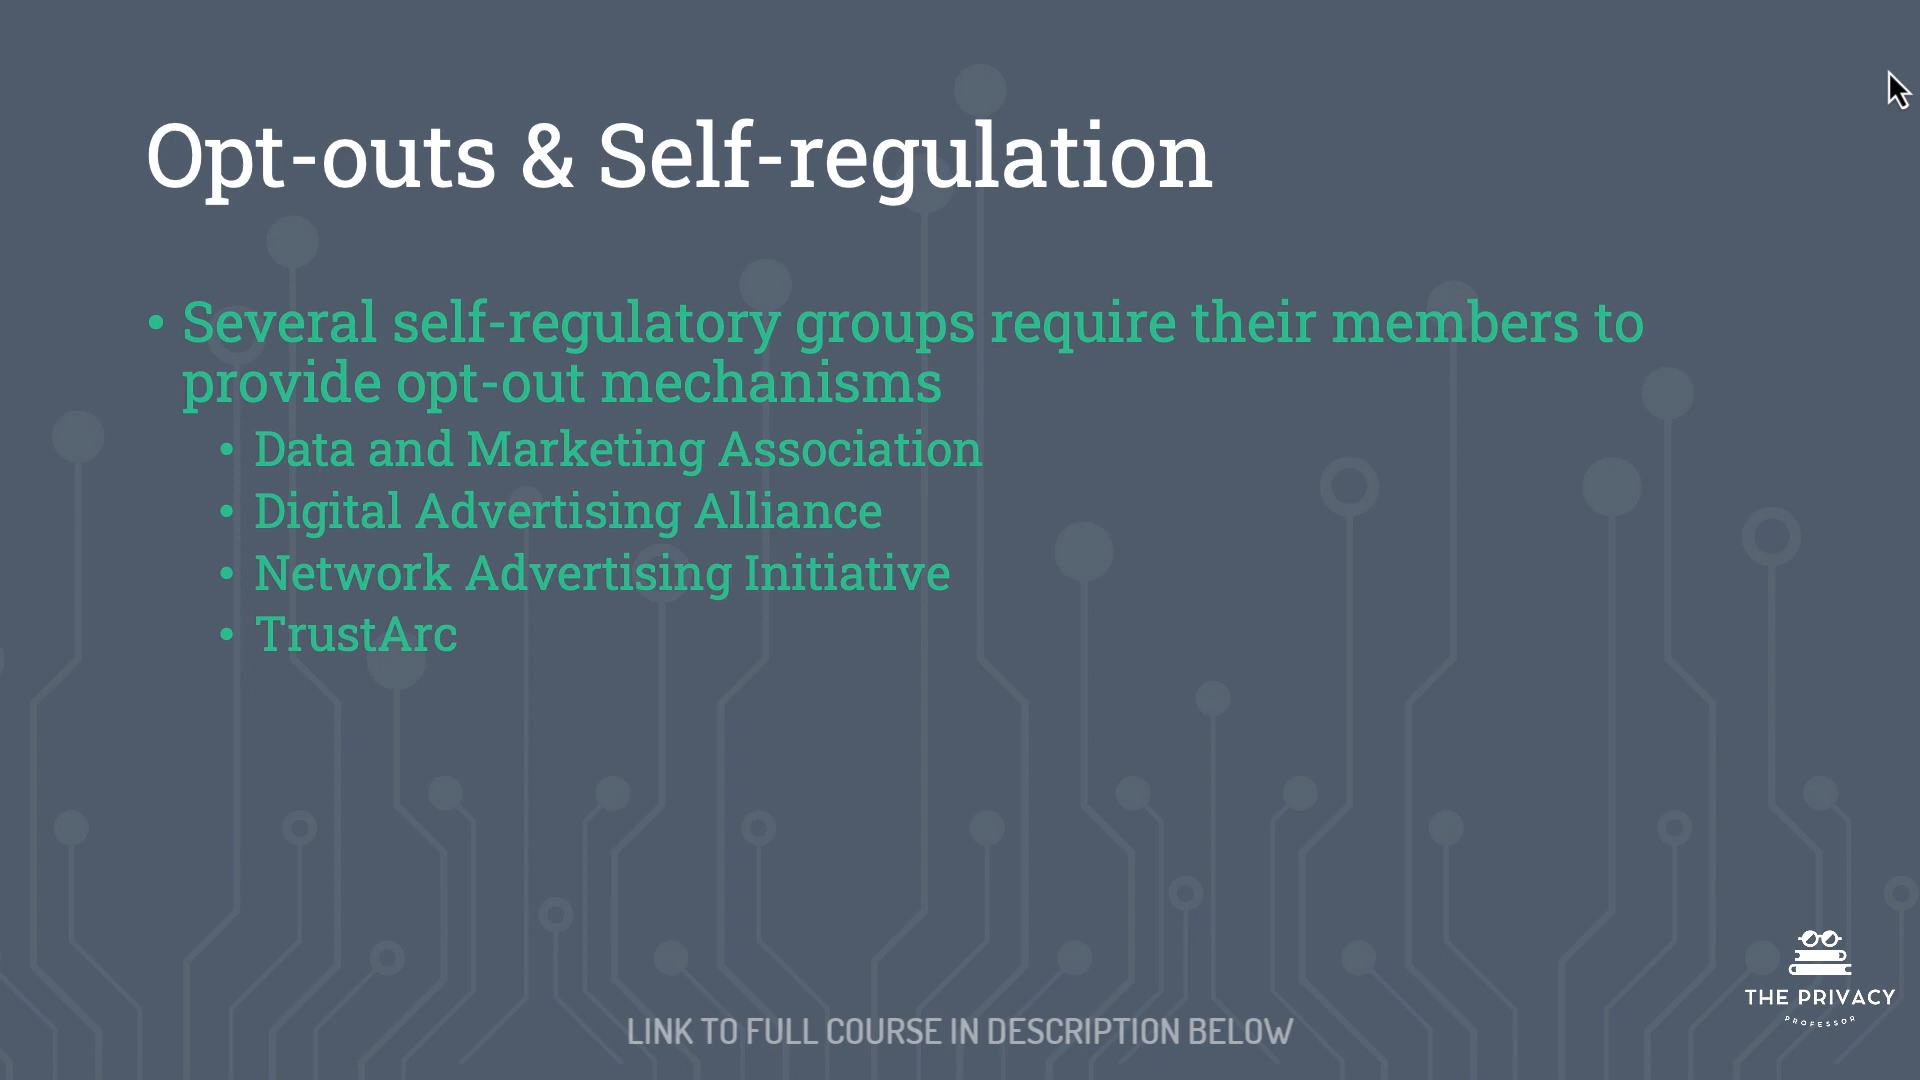 Opt-outs & Self-regulation
• Several self-regulatory groups require their members to
provide opt-out mechanisms
• Data and Marketing Association
• Digital Advertising Alliance
• Network Advertising Initiative
• TrustArc
THE PRIVACY
PROFESSOR
LINK TO FULL COURSE IN DESCRIPTION BELOW